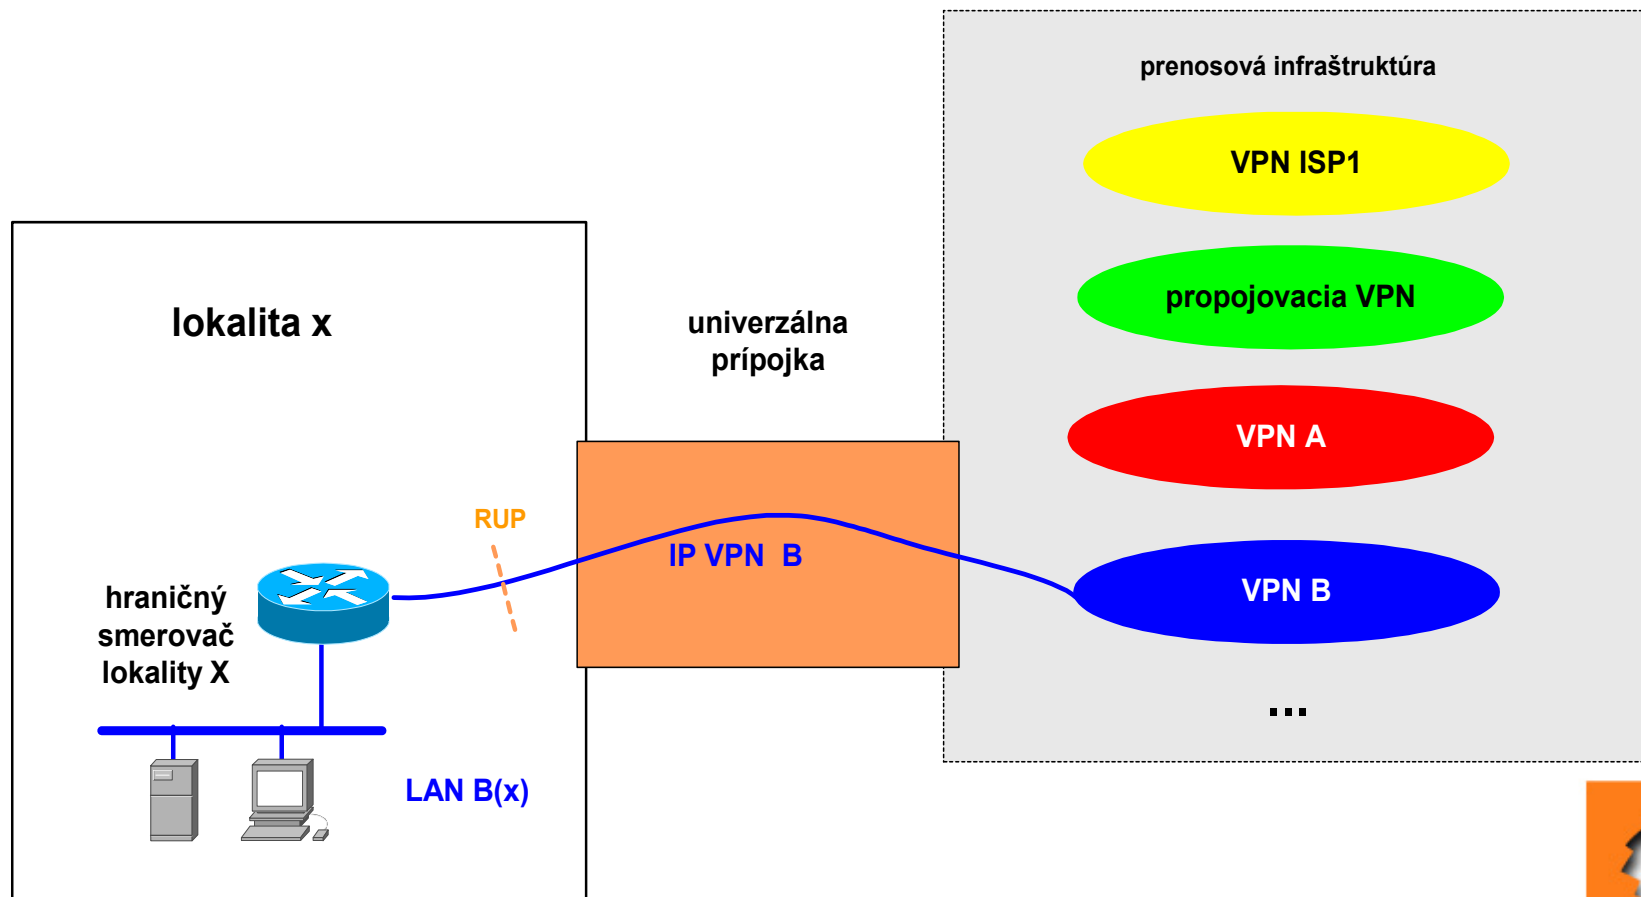 prenosová infraštruktúra
VPN ISP1
propojovacia VPN
VPN A
VPN B
...
lokalita x
univerzálna
prípojka
RUP
IP VPN B
hraničný
smerovač
lokality X
LAN B(x)